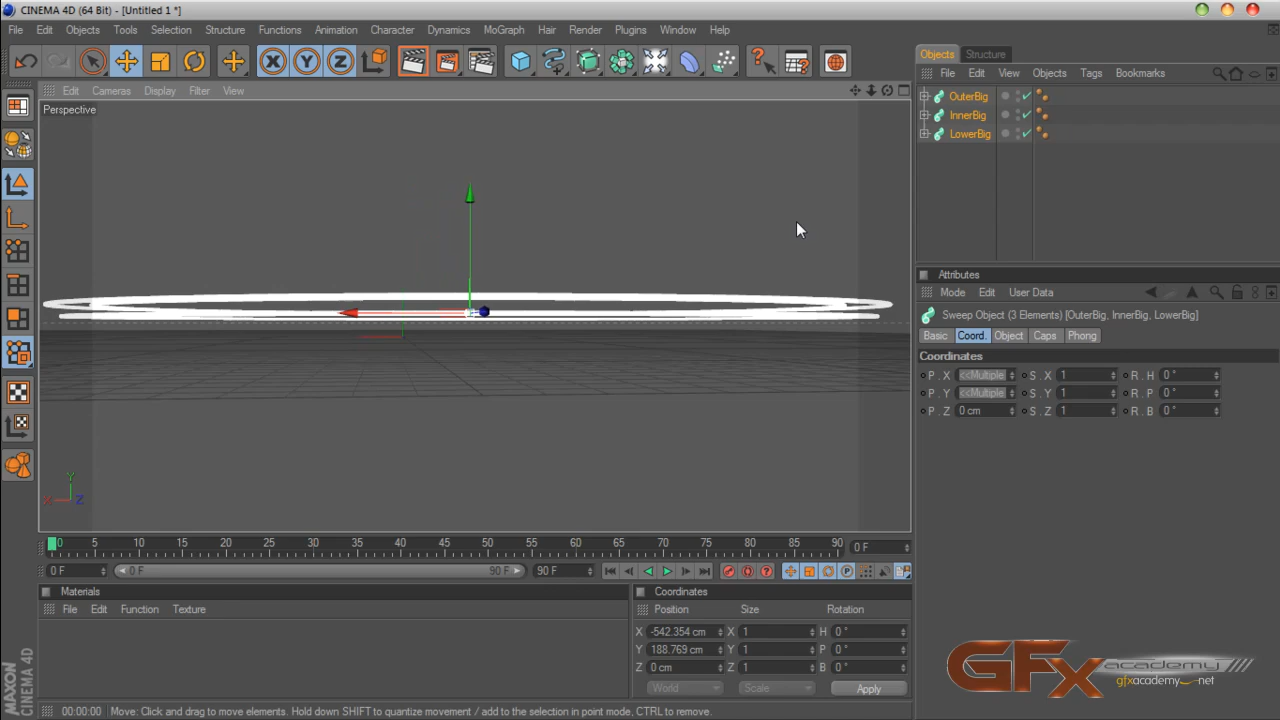 CINEMA 4D (64 Bit) - [Untitled 1 *]
File Edit Objects Tools Selection Structure Functions Animation Character Dynamics MoGraph Hair Render Plugins Window Help
Objects Structure
File Edit View Objects Tags Bookmarks
Edit Cameras Display Filter View
Perspective
OuterBig
InnerBig
LowerBig
Attributes
Mode Edit User Data
Sweep Object (3 Elements) [OuterBig, InnerBig, LowerBig]
Basic Coord. Object Caps Phong
Coordinates
P . X <<Multiple S . X 1 R . H 0 °
P . Y <<Multiple S . Y 1 R . P 0 °
P . Z 0 cm S . Z 1 R . B 0 °
Y
X Z
0 5 10 15 20 25 30 35 40 45 50 55 60 65 70 75 80 85 90 0 F
0 F 0 F 90 F 90 F
Materials
File Edit Function Texture
Coordinates
Position Size Rotation
X -542.354 cm X 1 H 0 °
Y 188.769 cm Y 1 P 0 °
Z 0 cm Z 1 B 0 °
World Scale Apply
MAXON
CINEMA 4D
00:00:00 Move: Click and drag to move elements. Hold down SHIFT to quantize movement / add to the selection in point mode, CTRL to remove.
GFx academy
gfxacademy.net